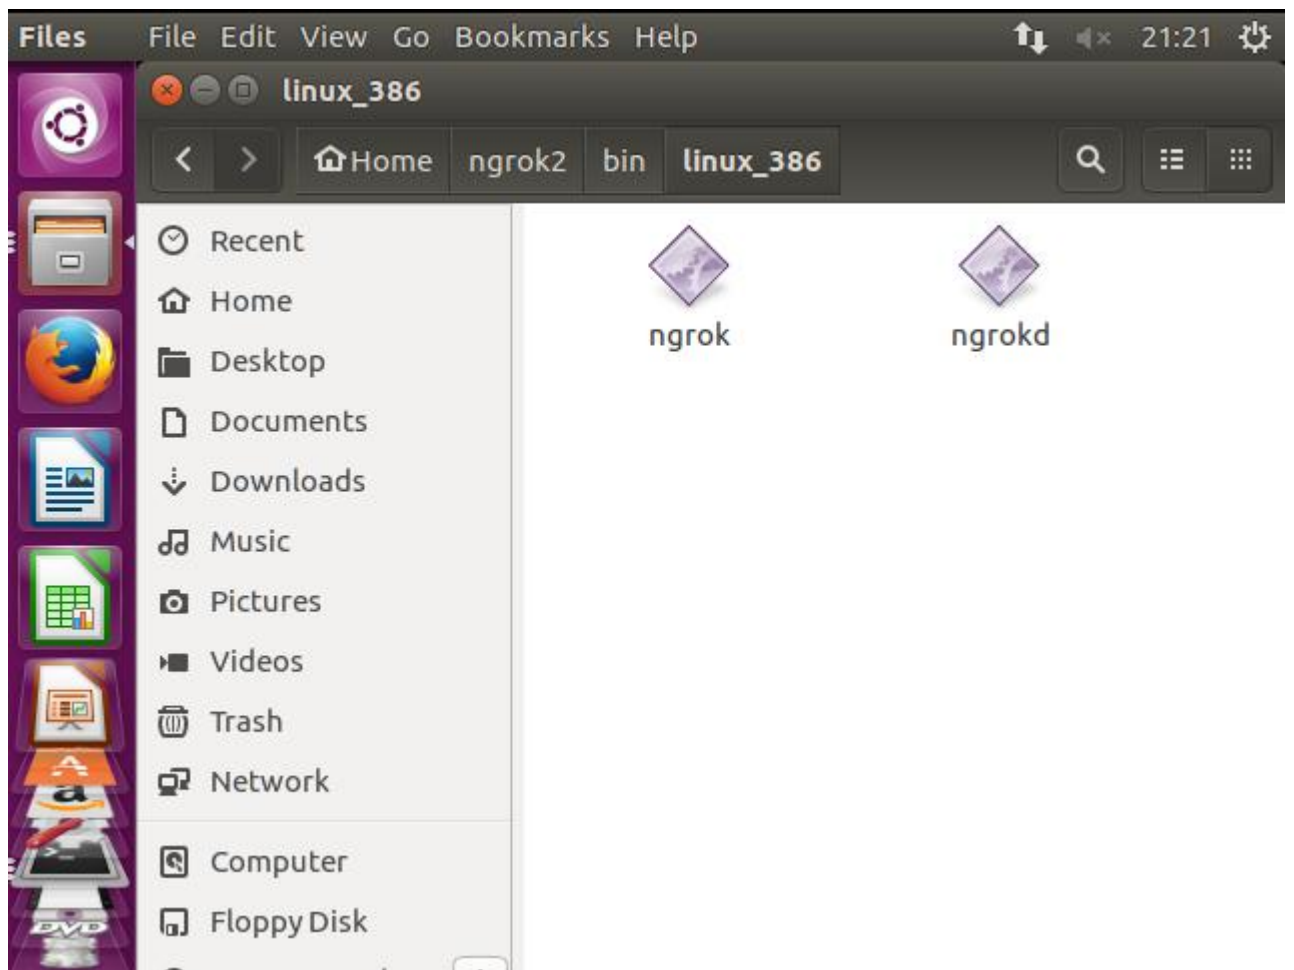 Files File Edit View Go Bookmarks Help 21:21
linux_386
Home ngrok2 bin linux_386
Recent
Home
Desktop
Documents
Downloads
Music
Pictures
Videos
Trash
Network
Computer
Floppy Disk
ngrok ngrokd
a
>_
DVD